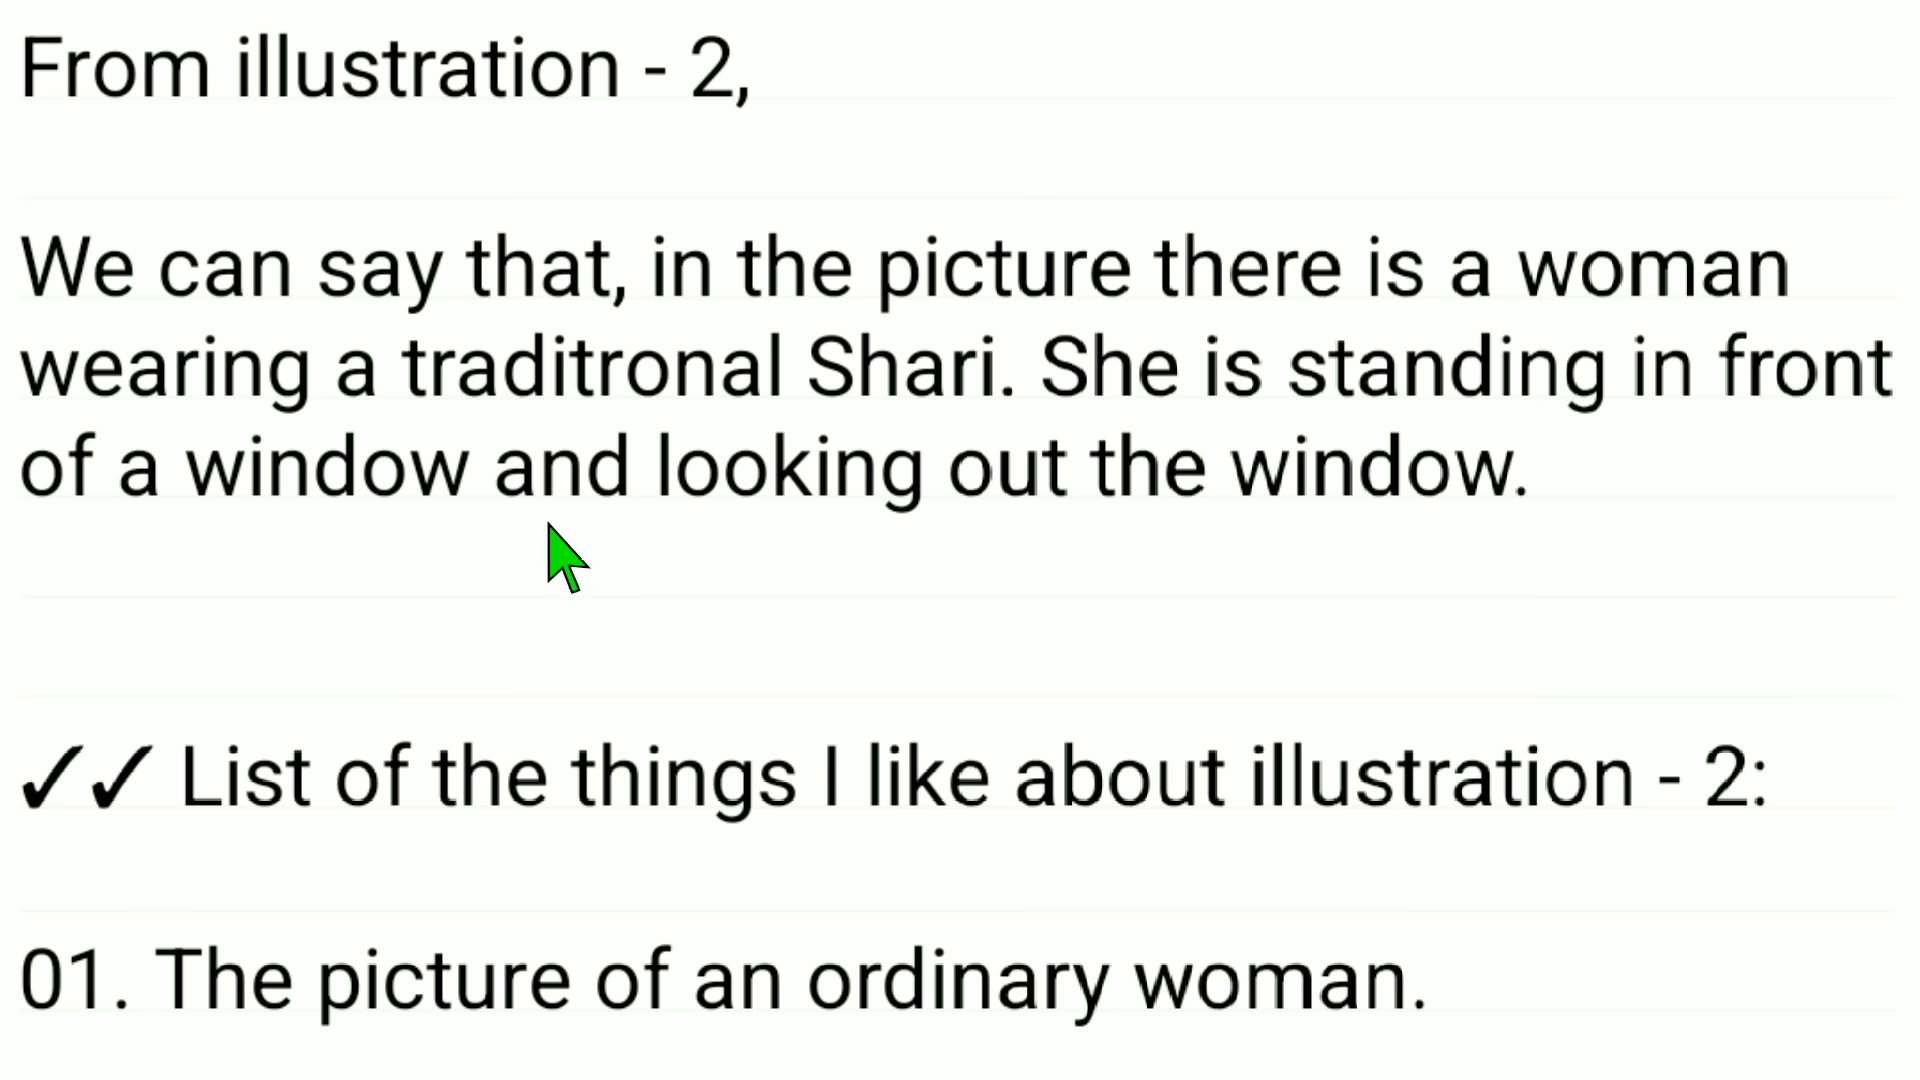 From illustration - 2,
We can say that, in the picture there is a woman
wearing a traditronal Shari. She is standing in front
of a window and looking out the window.
✓✓ List of the things I like about illustration - 2:
01. The picture of an ordinary woman.